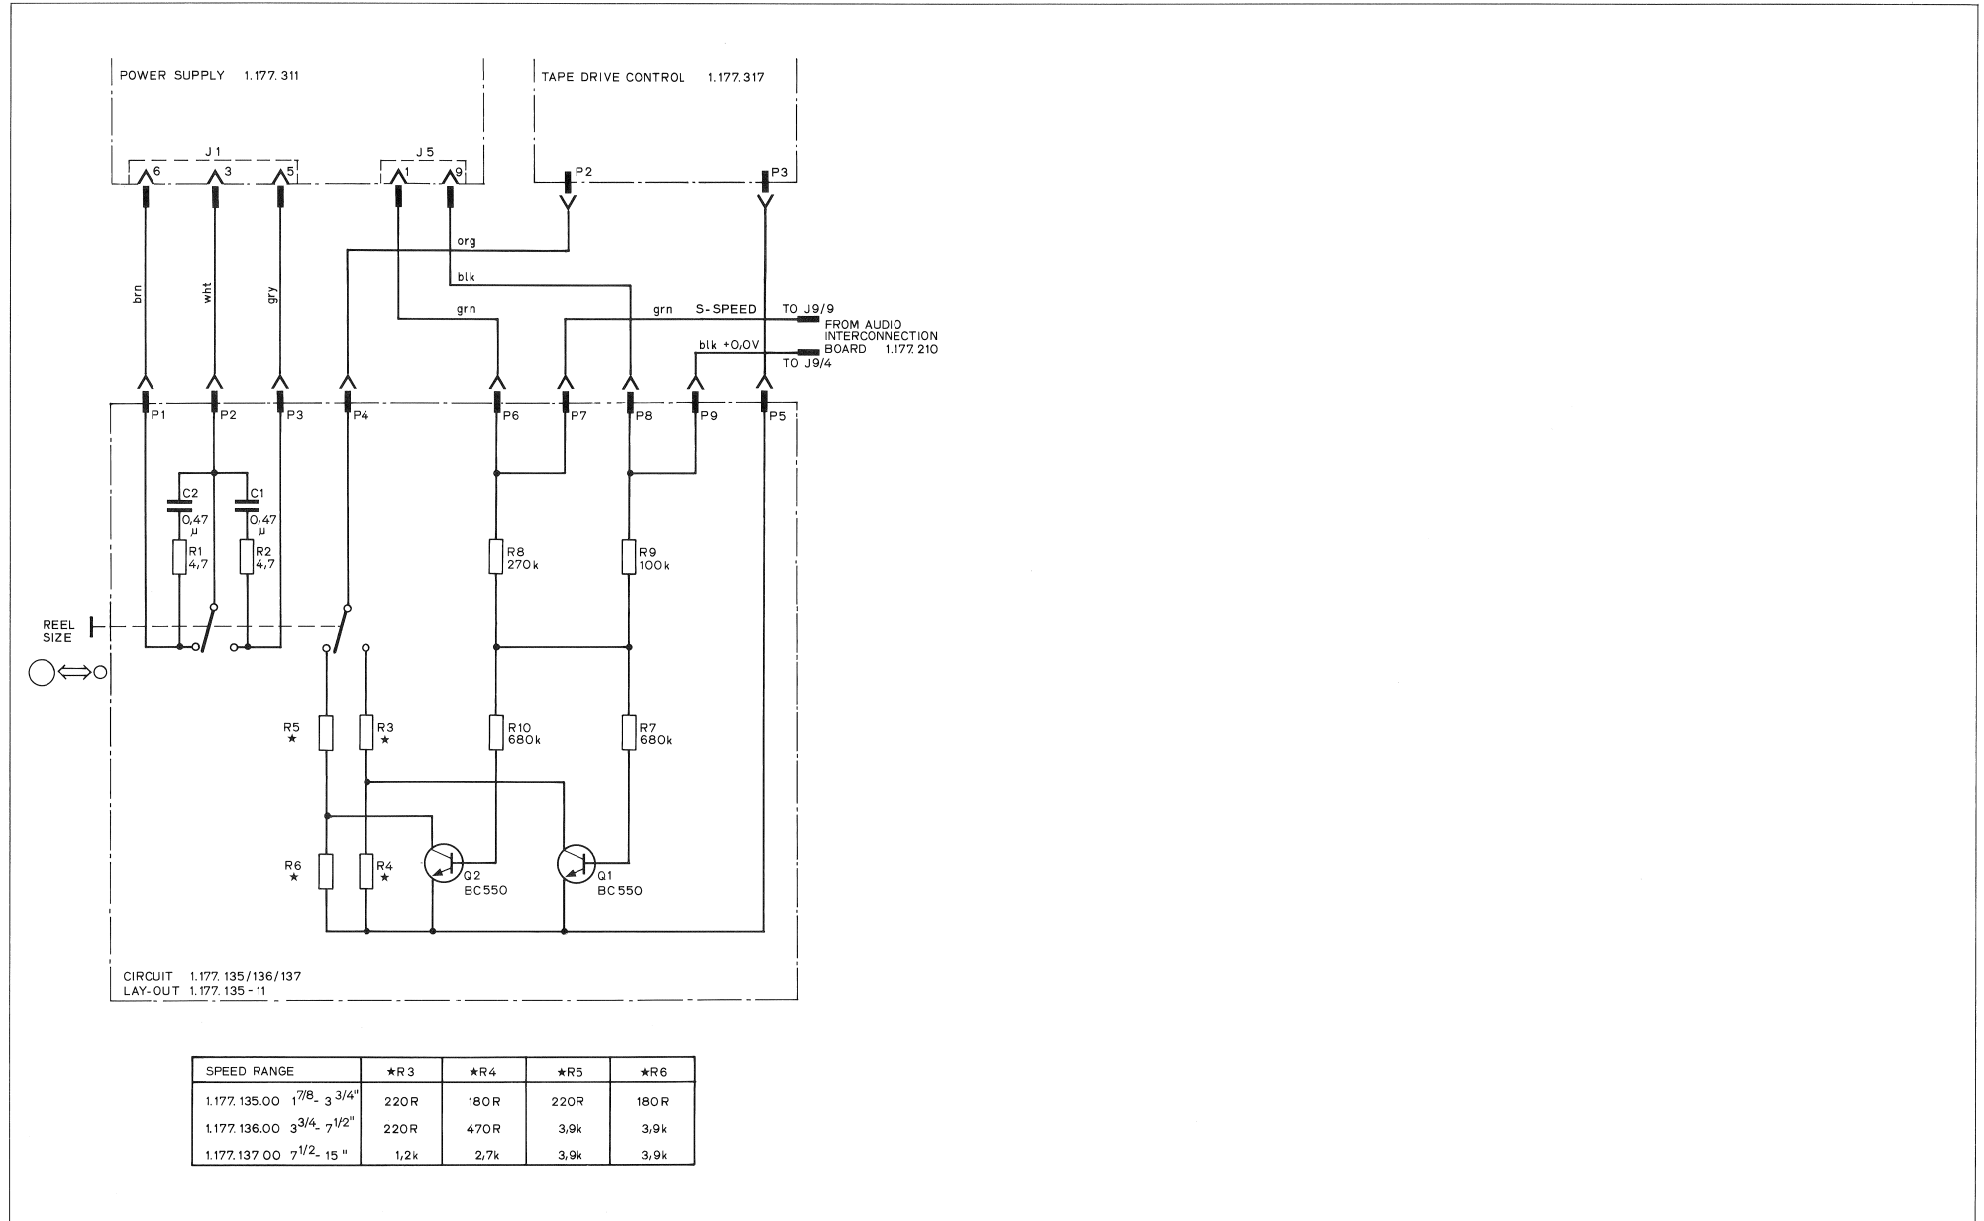 POWER SUPPLY 1.177.311
TAPE DRIVE CONTROL 1.177.317
J1
J5
6
3
5
1
9
P2
P3
org
blk
grn
brn
wht
gry
grn S-SPEED TO J9/9
FROM AUDIO
INTERCONNECTION
BOARD 1.177.210
blk +0,0V
TO J9/4
P1
P2
P3
P4
P6
P7
P8
P9
P5
C2
0,47
µ
C1
0,47
µ
R1
4,7
R2
4,7
R8
270k
R9
100k
REEL
SIZE
R5
★
R3
★
R10
680k
R7
680k
R6
★
R4
★
Q2
BC550
Q1
BC550
CIRCUIT 1.177.135/136/137
LAY-OUT 1.177.135-11
SPEED RANGE ★R3 ★R4 ★R5 ★R6
1.177.135.00 1 7/8 - 3 3/4" 220R 180R 220R 180R
1.177.136.00 3 3/4 - 7 1/2" 220R 470R 3,9k 3,9k
1.177.137 00 7 1/2 - 15" 1,2k 2,7k 3,9k 3,9k